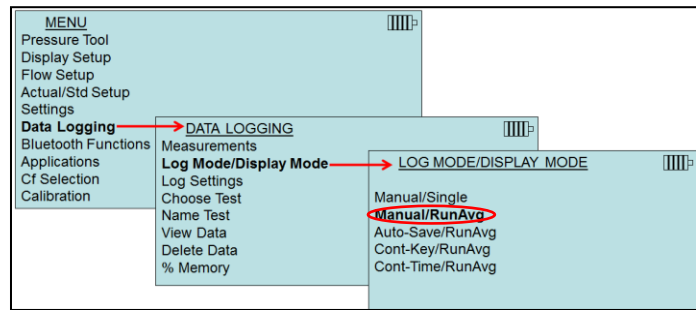 MENU
Pressure Tool
Display Setup
Flow Setup
Actual/Std Setup
Settings
Data Logging
Bluetooth Functions
Applications
Cf Selection
Calibration
DATA LOGGING
Measurements
Log Mode/Display Mode
Log Settings
Choose Test
Name Test
View Data
Delete Data
% Memory
LOG MODE/DISPLAY MODE
Manual/Single
Manual/RunAvg
Auto-Save/RunAvg
Cont-Key/RunAvg
Cont-Time/RunAvg